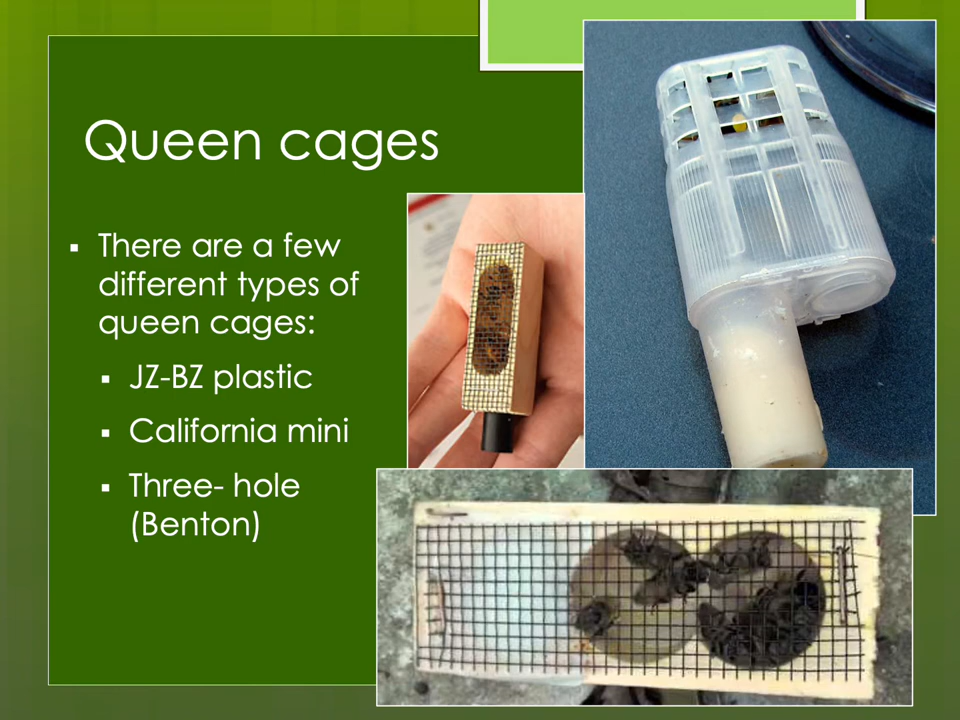 Queen cages
▪ There are a few
different types of
queen cages:
▪ JZ-BZ plastic
▪ California mini
▪ Three- hole
(Benton)